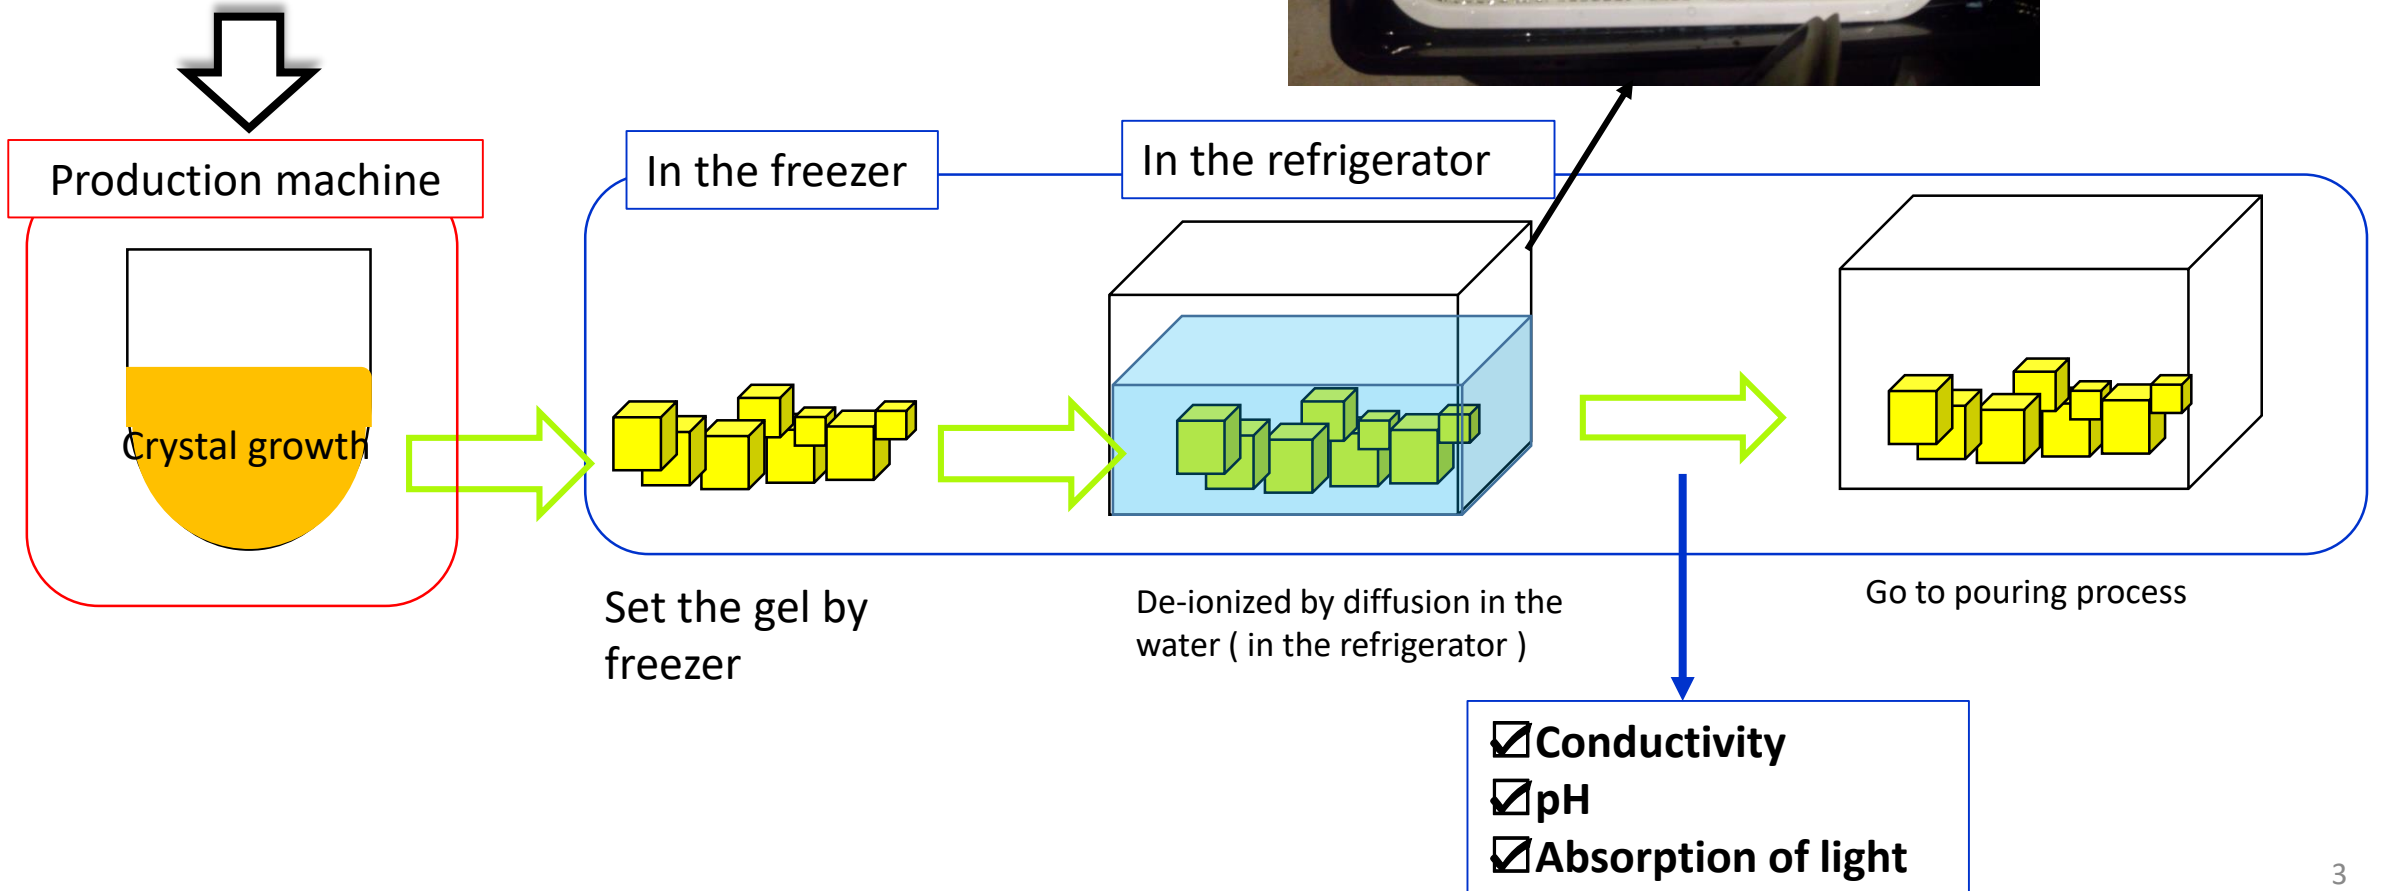 Production machine
In the freezer
In the refrigerator
Crystal growth
Set the gel by
freezer
De-ionized by diffusion in the
water ( in the refrigerator )
Go to pouring process
☑Conductivity
☑pH
☑Absorption of light
3